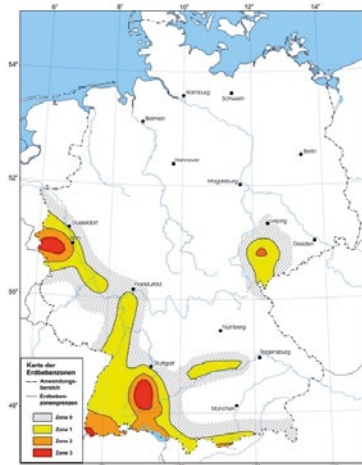 6°
8°
10°
12°
14°
54°
Hamburg
Schwerin
Bremen
Berlin
Hannover
52°
Magdeburg
Düsseldorf
Leipzig
Dresden
50°
Frankfurt/M.
Nürnberg
Regensburg
Stuttgart
48°
München
Karte der
Erdbebenzonen
Anwendungs-
bereich
Erdbeben-
zonengrenzen
Zone 0
Zone 1
Zone 2
Zone 3